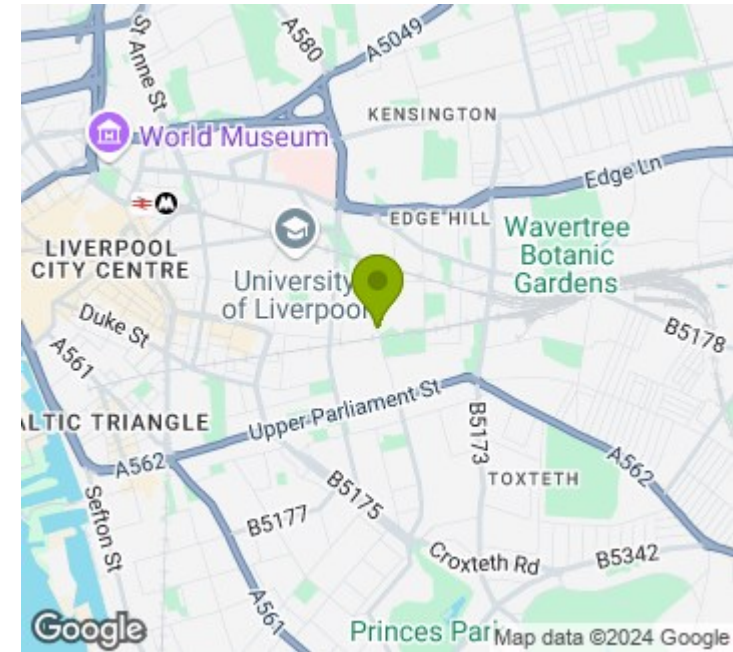 St Anne St
A580
A5049
KENSINGTON
World Museum
Edge Ln
EDGE HILL
Wavertree
Botanic
Gardens
LIVERPOOL
CITY CENTRE
University
of Liverpool
Duke St
A561
B5178
ALTIC TRIANGLE
Upper Parliament St
A562
B5173
A562
TOXTETH
Sefton St
B5175
B5177
Croxteth Rd
B5342
A561
Princes Park
Google
Map data ©2024 Google